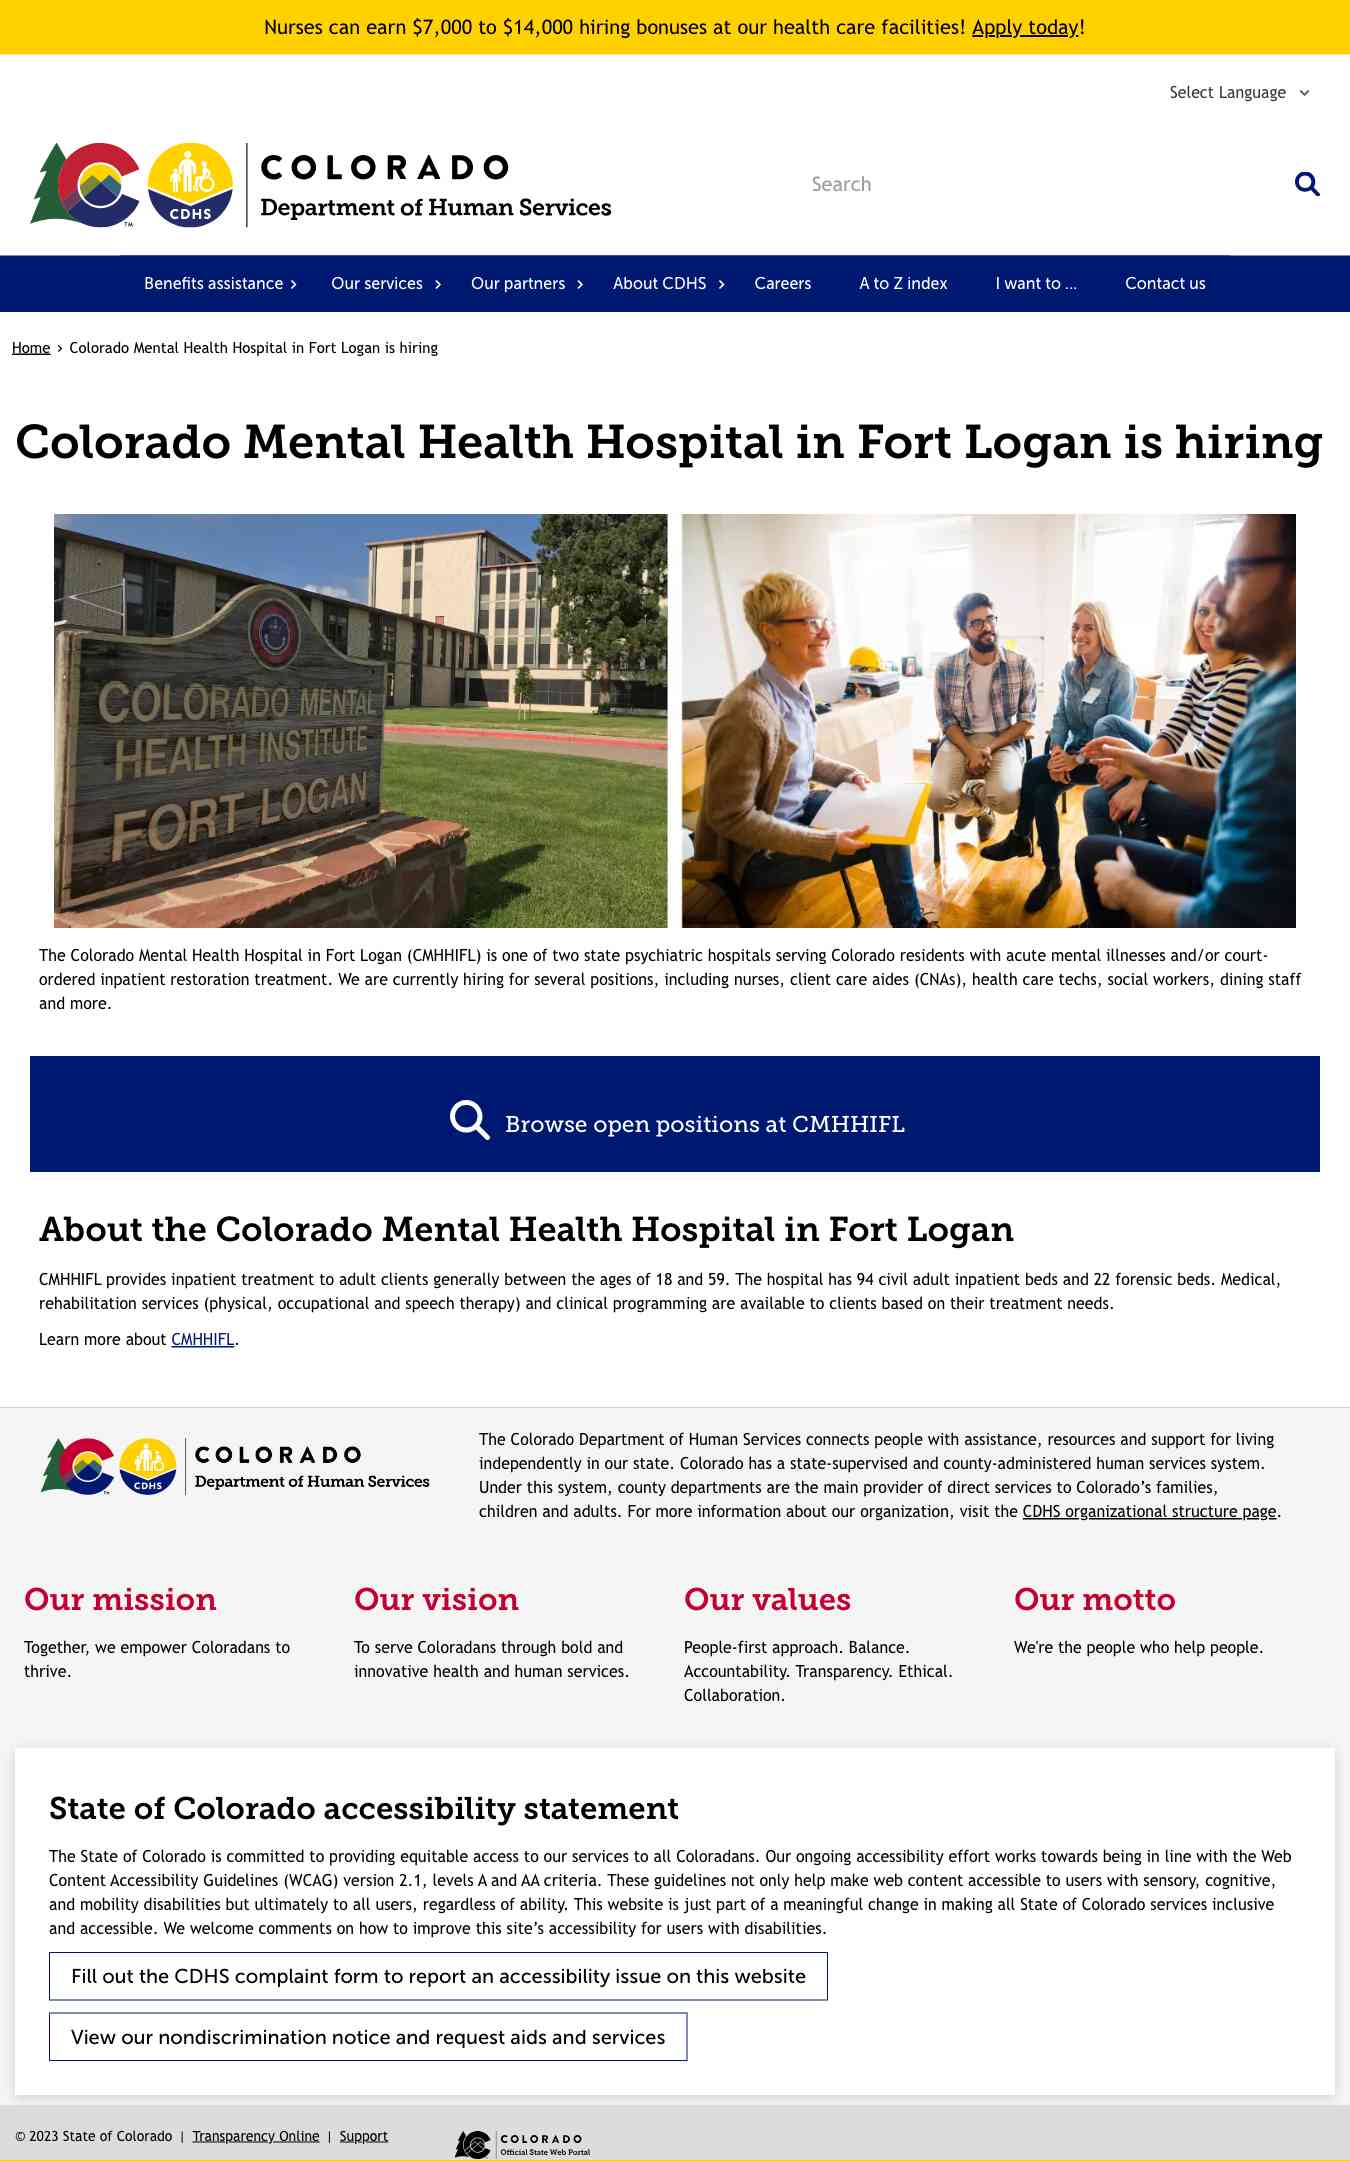 Nurses can earn $7,000 to $14,000 hiring bonuses at our health care facilities! Apply today!
Select Language
CDHS
TM
COLORADO
Department of Human Services
Search
Benefits assistance
Our services
Our partners
About CDHS
Careers
A to Z index
I want to ...
Contact us
Home › Colorado Mental Health Hospital in Fort Logan is hiring
Colorado Mental Health Hospital in Fort Logan is hiring
COLORADO MENTAL
HEALTH INSTITUTE
FORT LOGAN
The Colorado Mental Health Hospital in Fort Logan (CMHHIFL) is one of two state psychiatric hospitals serving Colorado residents with acute mental illnesses and/or court-
ordered inpatient restoration treatment. We are currently hiring for several positions, including nurses, client care aides (CNAs), health care techs, social workers, dining staff
and more.
Browse open positions at CMHHIFL
About the Colorado Mental Health Hospital in Fort Logan
CMHHIFL provides inpatient treatment to adult clients generally between the ages of 18 and 59. The hospital has 94 civil adult inpatient beds and 22 forensic beds. Medical,
rehabilitation services (physical, occupational and speech therapy) and clinical programming are available to clients based on their treatment needs.
Learn more about CMHHIFL.
CDHS
TM
COLORADO
Department of Human Services
The Colorado Department of Human Services connects people with assistance, resources and support for living
independently in our state. Colorado has a state-supervised and county-administered human services system.
Under this system, county departments are the main provider of direct services to Colorado’s families,
children and adults. For more information about our organization, visit the CDHS organizational structure page.
Our mission
Together, we empower Coloradans to
thrive.
Our vision
To serve Coloradans through bold and
innovative health and human services.
Our values
People-first approach. Balance.
Accountability. Transparency. Ethical.
Collaboration.
Our motto
We're the people who help people.
State of Colorado accessibility statement
The State of Colorado is committed to providing equitable access to our services to all Coloradans. Our ongoing accessibility effort works towards being in line with the Web
Content Accessibility Guidelines (WCAG) version 2.1, levels A and AA criteria. These guidelines not only help make web content accessible to users with sensory, cognitive,
and mobility disabilities but ultimately to all users, regardless of ability. This website is just part of a meaningful change in making all State of Colorado services inclusive
and accessible. We welcome comments on how to improve this site’s accessibility for users with disabilities.
Fill out the CDHS complaint form to report an accessibility issue on this website
View our nondiscrimination notice and request aids and services
© 2023 State of Colorado | Transparency Online | Support
COLORADO
Official State Web Portal